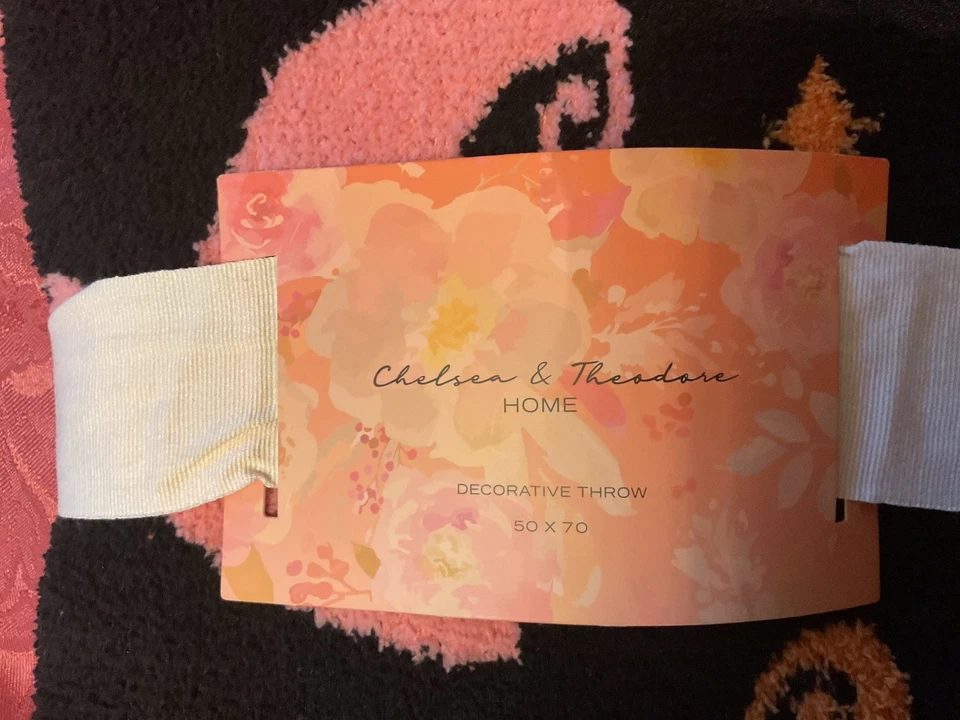 Chelsea & Theodore
HOME
DECORATIVE THROW
50 X 70